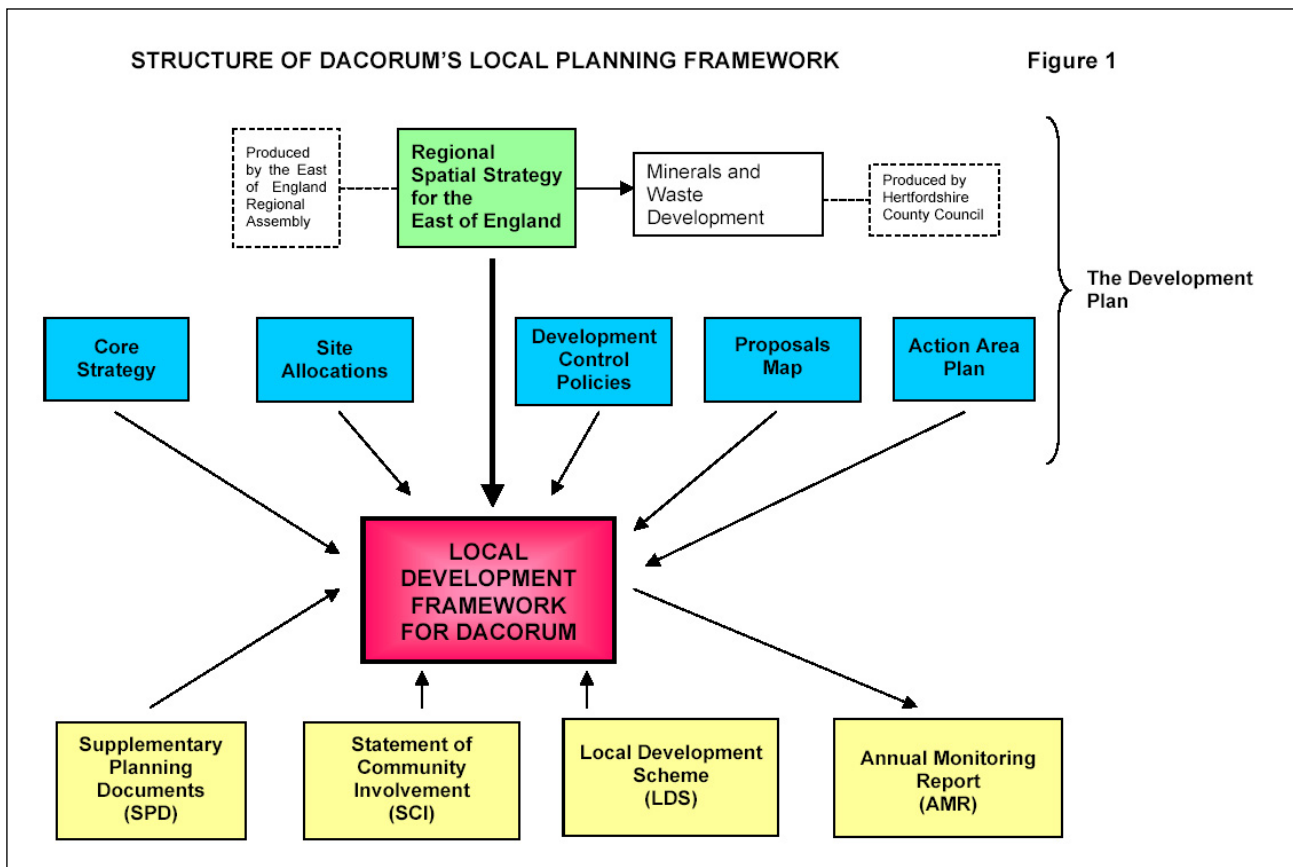 STRUCTURE OF DACORUM'S LOCAL PLANNING FRAMEWORK
Figure 1
Produced
by the East
of England
Regional
Assembly
Regional
Spatial Strategy
for the
East of England
Minerals and
Waste
Development
Produced by
Hertfordshire
County Council
The Development
Plan
Core
Strategy
Site
Allocations
Development
Control
Policies
Proposals
Map
Action Area
Plan
LOCAL
DEVELOPMENT
FRAMEWORK
FOR DACORUM
Supplementary
Planning
Documents
(SPD)
Statement of
Community
Involvement
(SCI)
Local Development
Scheme
(LDS)
Annual Monitoring
Report
(AMR)